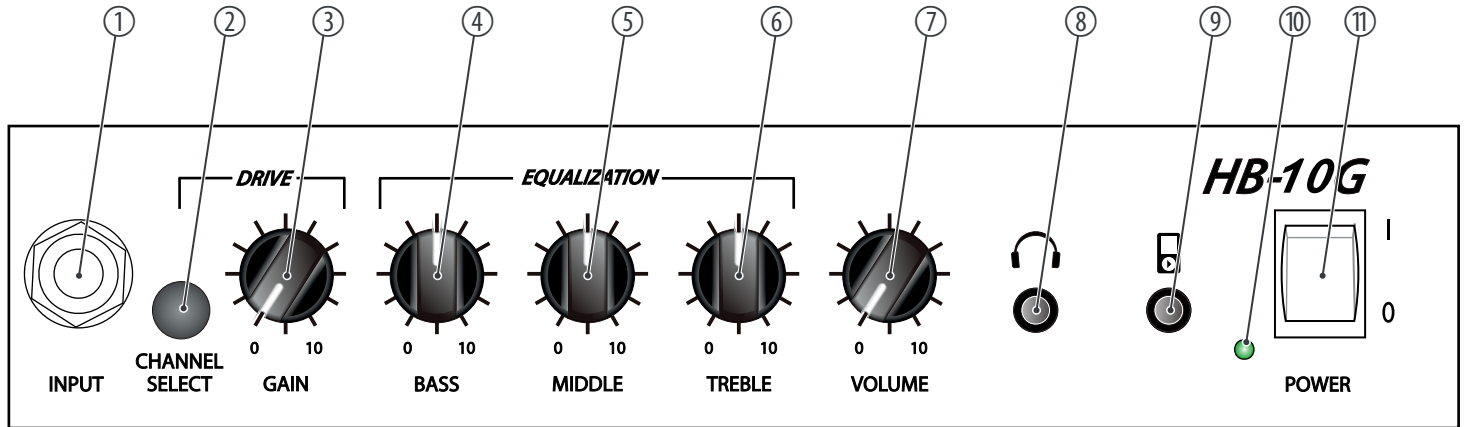 ① ② ③ ④ ⑤ ⑥ ⑦ ⑧ ⑨ ⑩ ⑪
DRIVE EQUALIZATION
HB-10G
I
0
0 10 0 10 0 10 0 10 0 10
INPUT CHANNEL
SELECT GAIN BASS MIDDLE TREBLE VOLUME POWER